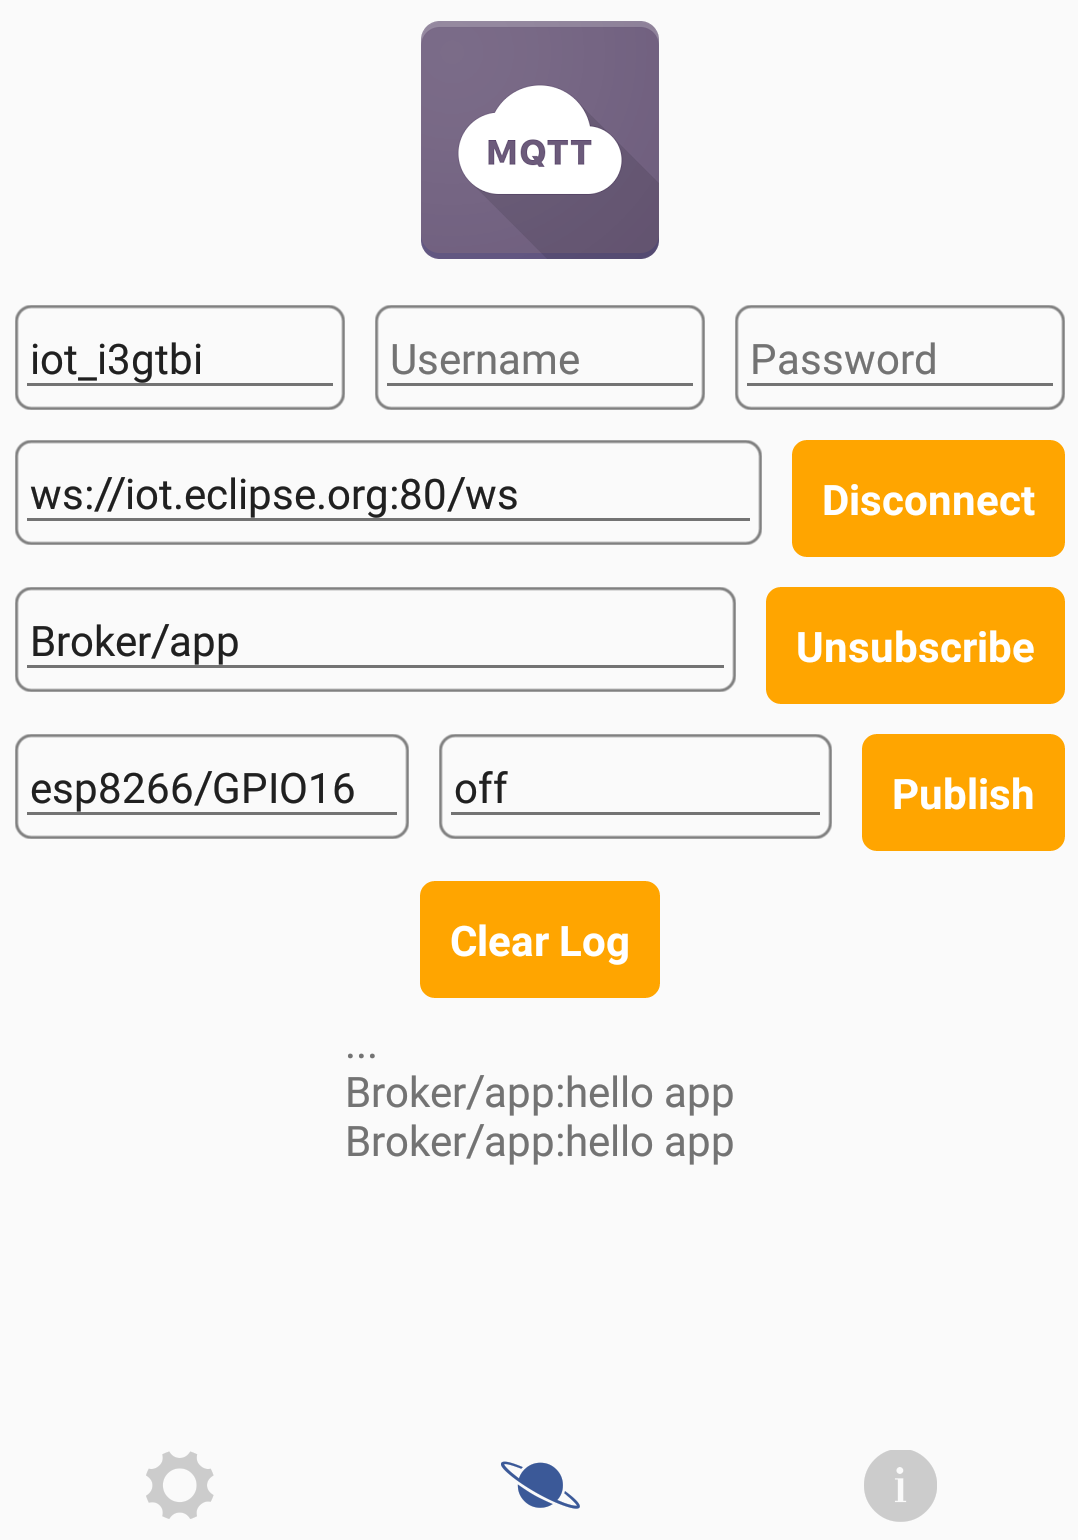 MQTT
iot_i3gtbi Username Password
ws://iot.eclipse.org:80/ws Disconnect
Broker/app Unsubscribe
esp8266/GPIO16 off Publish
Clear Log
...
Broker/app:hello app
Broker/app:hello app
i